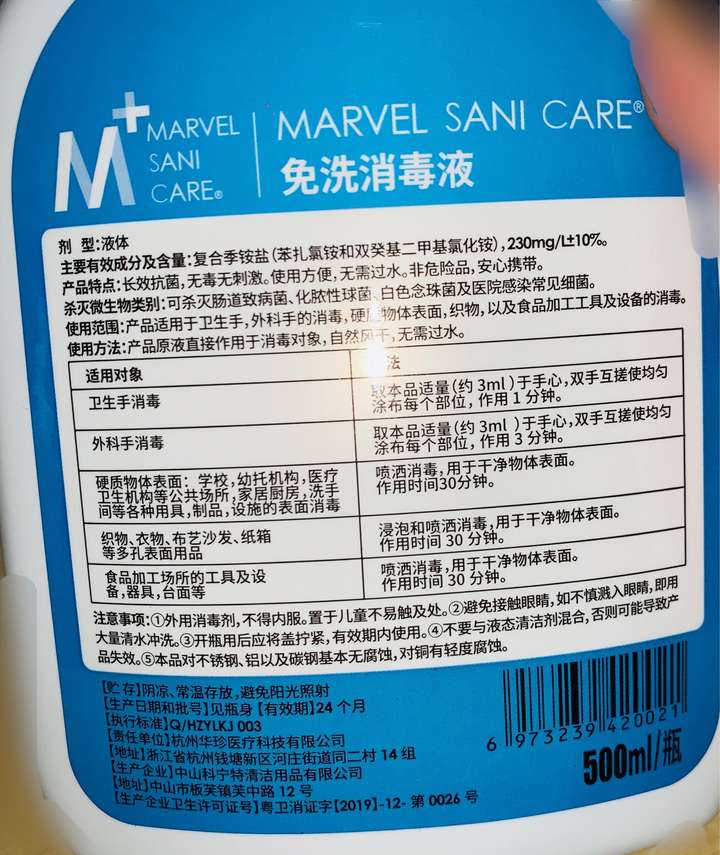 M+ MARVEL SANI CARE®
MARVEL SANI CARE®
免洗消毒液
剂 型:液体
主要有效成分及含量:复合季铵盐(苯扎氯铵和双癸基二甲基氯化铵),230mg/L±10%。
产品特点:长效抗菌,无毒无刺激。使用方便,无需过水。非危险品,安心携带。
杀灭微生物类别:可杀灭肠道致病菌、化脓性球菌、白色念珠菌及医院感染常见细菌。
使用范围:产品适用于卫生手,外科手的消毒,硬质物体表面,织物,以及食品加工工具及设备的消毒。
使用方法:产品原液直接作用于消毒对象,自然风干,无需过水。
适用对象
法
卫生手消毒
取本品适量(约 3ml )于手心,双手互搓使均匀
涂布每个部位, 作用 1 分钟。
外科手消毒
取本品适量(约 3ml )于手心,双手互搓使均匀
涂布每个部位, 作用 3 分钟。
硬质物体表面: 学校,幼托机构,医疗
卫生机构等公共场所,家居厨房,洗手
间等各种用具,制品,设施的表面消毒
喷洒消毒,用于干净物体表面。
作用时间30分钟。
织物、衣物、布艺沙发、纸箱
等多孔表面用品
浸泡和喷洒消毒,用于干净物体表面。
作用时间 30 分钟。
食品加工场所的工具及设
备,器具,台面等
喷洒消毒,用于干净物体表面。
作用时间 30 分钟。
注意事项:①外用消毒剂,不得内服。置于儿童不易触及处。②避免接触眼睛,如不慎溅入眼睛,即用
大量清水冲洗。③开瓶用后应将盖拧紧,有效期内使用。④不要与液态清洁剂混合,否则可能导致产
品失效。⑤本品对不锈钢、铝以及碳钢基本无腐蚀,对铜有轻度腐蚀。
【贮 存】阴凉、常温存放,避免阳光照射
【生产日期和批号】见瓶身 【有效期】24 个月
【执行标准】Q/HZYLKJ 003
【责任单位】杭州华珍医疗科技有限公司
【地址】浙江省杭州钱塘新区河庄街道同二村 14 组
【生产企业】中山科宁特清洁用品有限公司
【地址】中山市板芙镇芙中路 12 号
【生产企业卫生许可证号】粤卫消证字【2019】-12- 第 0026 号
6 973239 420021
500ml/瓶